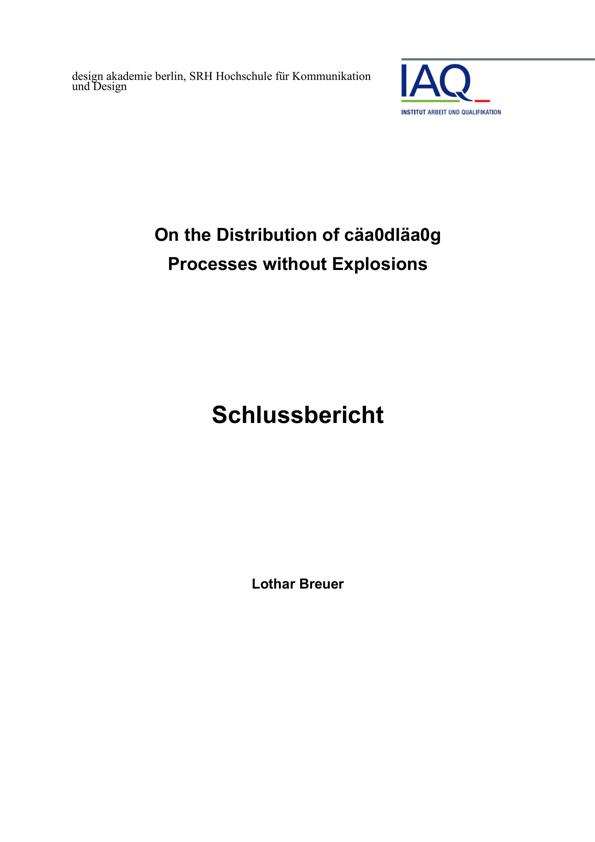 design akademie berlin, SRH Hochschule für Kommunikation
und Design
IAQ
INSTITUT ARBEIT UND QUALIFIKATION
On the Distribution of cäa0dläa0g
Processes without Explosions
Schlussbericht
Lothar Breuer